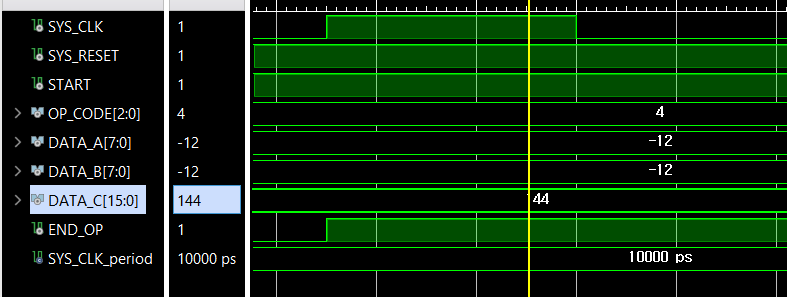 SYS_CLK 1
SYS_RESET 1
START 1
OP_CODE[2:0] 4 4
DATA_A[7:0] -12 -12
DATA_B[7:0] -12 -12
DATA_C[15:0] 144 144
END_OP 1
SYS_CLK_period 10000 ps 10000 ps